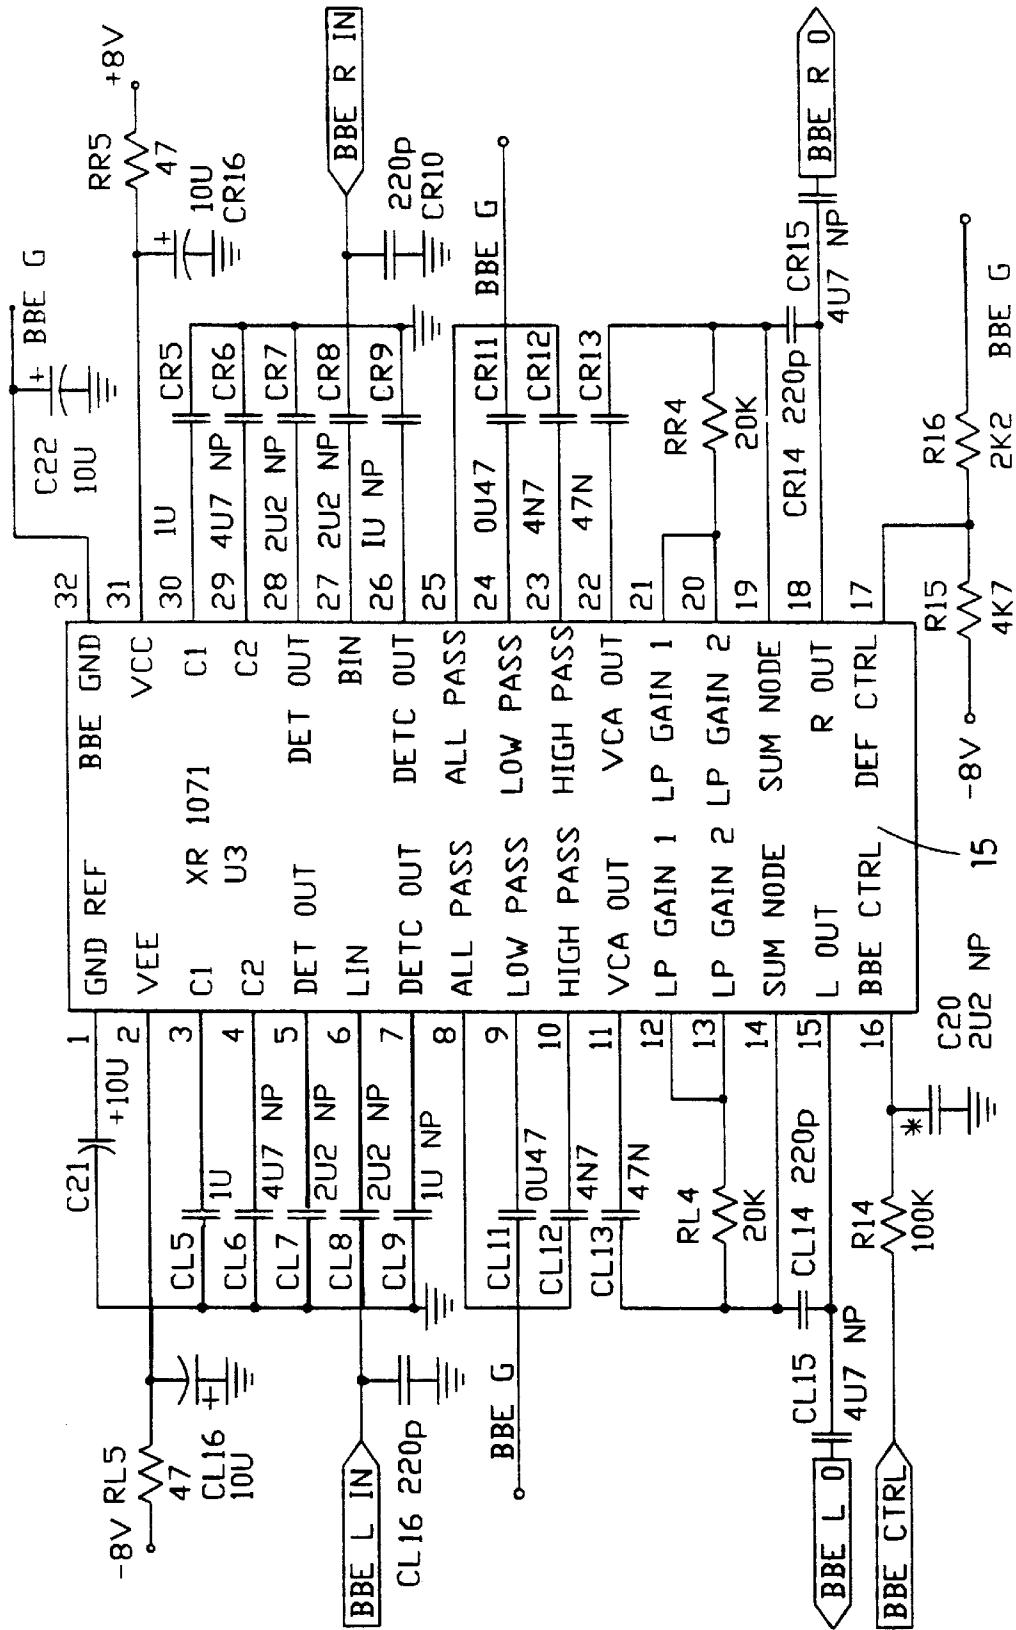 C22
10U
BBE G
RR5
47
+8V
10U
CR16
1U
CR5
4U7 NP
CR6
2U2 NP
CR7
2U2 NP
CR8
IU NP
CR9
BBE R IN
220p
CR10
BBE G
0U47
CR11
4N7
CR12
47N
CR13
RR4
20K
CR14 220p
CR15
4U7 NP
BBE R O
R16
2K2
BBE G
R15
4K7
-8V
32
31
30
29
28
27
26
25
24
23
22
21
20
19
18
17
BBE GND
VCC
C1
C2
DET OUT
BIN
DETC OUT
ALL PASS
LOW PASS
HIGH PASS
VCA OUT
LP GAIN 1
LP GAIN 2
SUM NODE
R OUT
DEF CTRL
XR 1071
U3
15
GND REF
VEE
C1
C2
DET OUT
LIN
DETC OUT
ALL PASS
LOW PASS
HIGH PASS
VCA OUT
LP GAIN 1
LP GAIN 2
SUM NODE
L OUT
BBE CTRL
1
2
3
4
5
6
7
8
9
10
11
12
13
14
15
16
C21
+10U
CL5
1U
CL6
4U7 NP
CL7
2U2 NP
CL8
2U2 NP
CL9
1U NP
CL11
0U47
CL12
4N7
CL13
47N
RL4
20K
CL14 220p
R14
100K
*
C20
2U2 NP
-8V RL5
47
CL16
10U
BBE L IN
CL16 220p
BBE G
CL15
4U7 NP
BBE L O
BBE CTRL